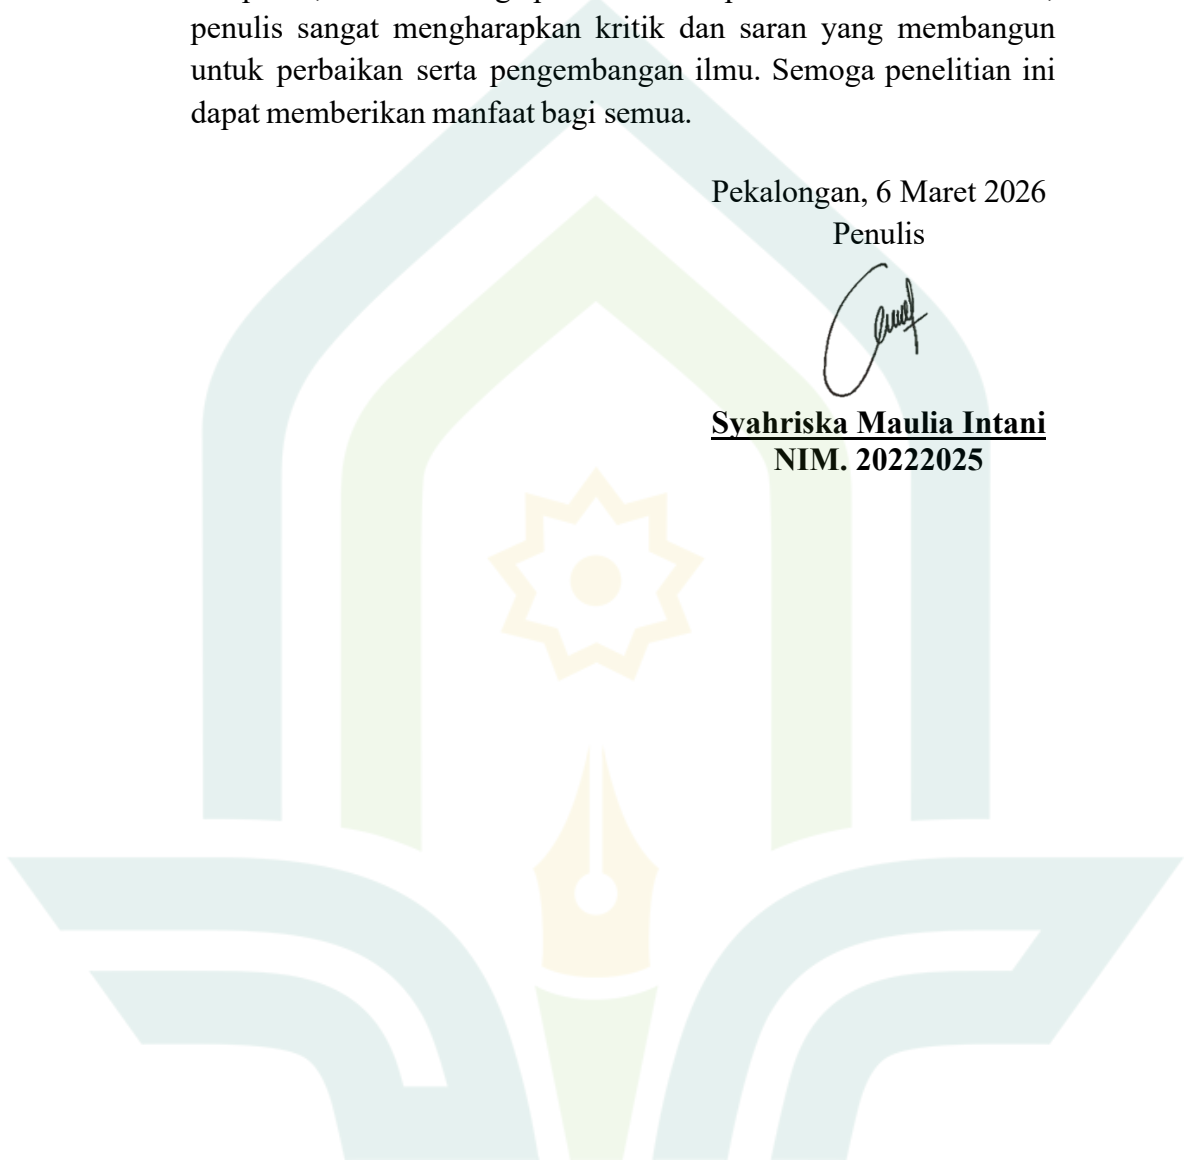 penulis sangat mengharapkan kritik dan saran yang membangun
untuk perbaikan serta pengembangan ilmu. Semoga penelitian ini
dapat memberikan manfaat bagi semua.
Pekalongan, 6 Maret 2026
Penulis
Syahriska Maulia Intani
NIM. 20222025